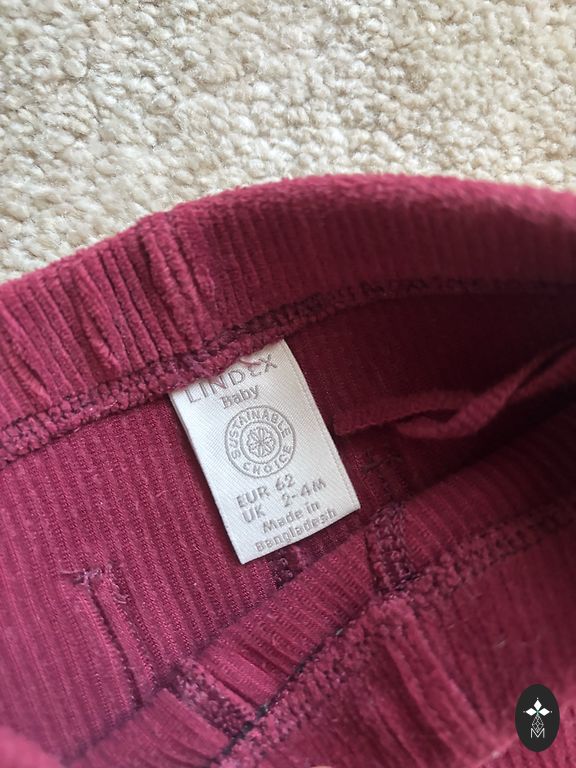 LINDEX
Baby
SUSTAINABLE
CHOICE
EUR 62
UK 2-4M
Made in
Bangladesh
M